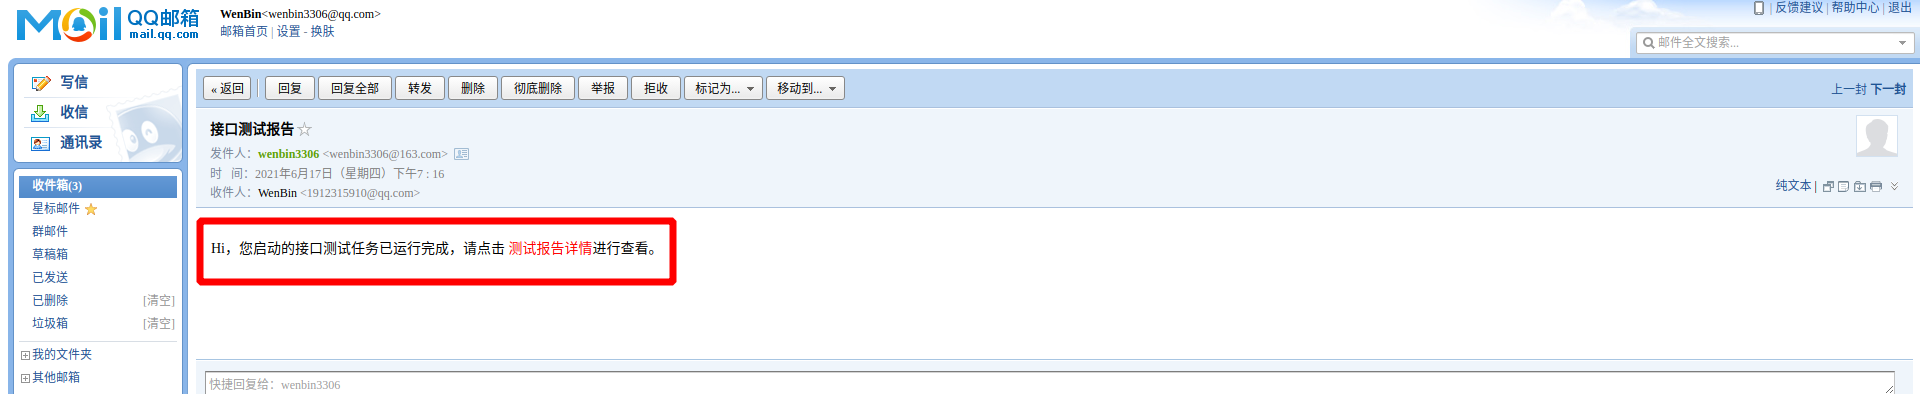 Mail QQ邮箱
mail.qq.com
WenBin<wenbin3306@qq.com>
邮箱首页 | 设置 - 换肤
| 反馈建议 | 帮助中心 | 退出
邮件全文搜索...
写信
收信
通讯录
收件箱(3)
星标邮件
群邮件
草稿箱
已发送
已删除 [清空]
垃圾箱 [清空]
我的文件夹
其他邮箱
« 返回 回复 回复全部 转发 删除 彻底删除 举报 拒收 标记为... 移动到...
上一封 下一封
接口测试报告☆
发件人：wenbin3306 <wenbin3306@163.com>
时 间：2021年6月17日（星期四）下午7 : 16
收件人：WenBin <1912315910@qq.com>
纯文本 |
Hi，您启动的接口测试任务已运行完成，请点击 测试报告详情进行查看。
快捷回复给：wenbin3306